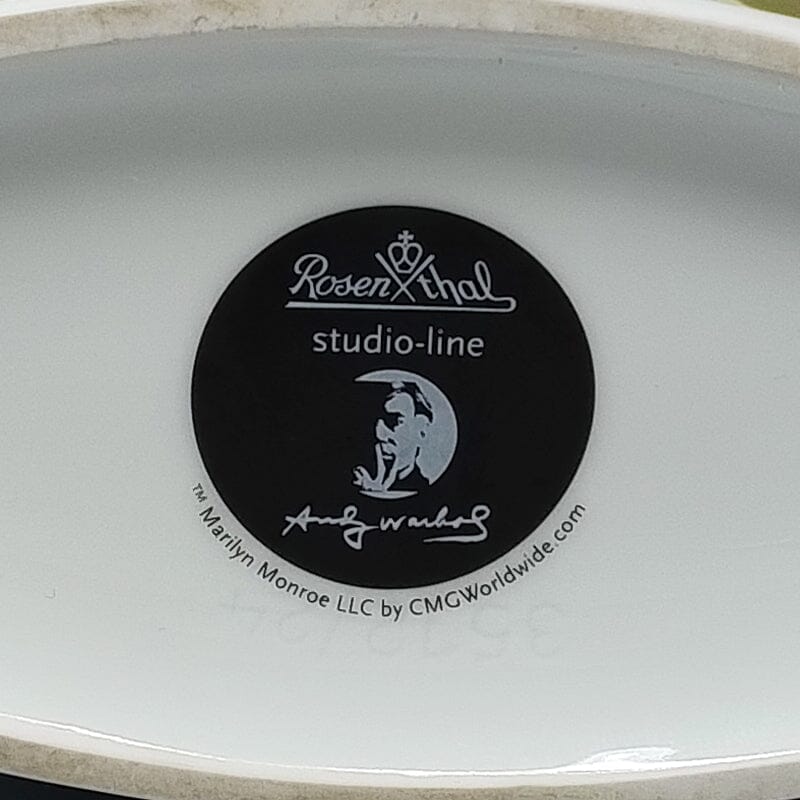 Rosenthal
studio-line
Andy Warhol
™ Marilyn Monroe LLC by CMGWorldwide.com